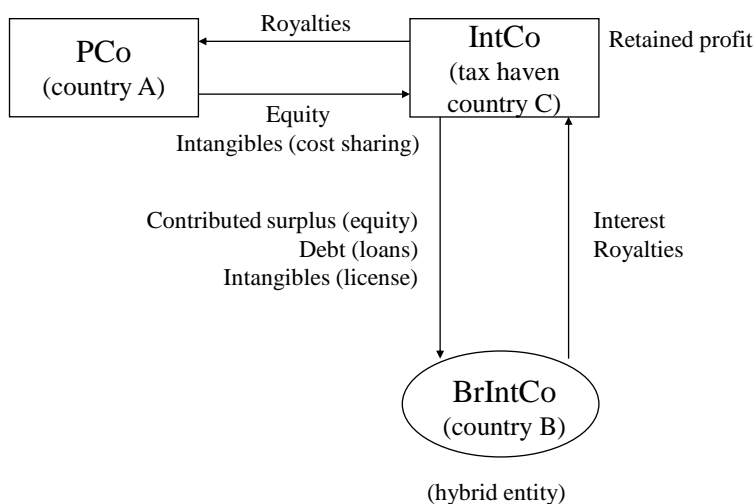 Royalties
PCo
(country A)
IntCo
(tax haven
country C)
Retained profit
Equity
Intangibles (cost sharing)
Contributed surplus (equity)
Debt (loans)
Intangibles (license)
Interest
Royalties
BrIntCo
(country B)
(hybrid entity)